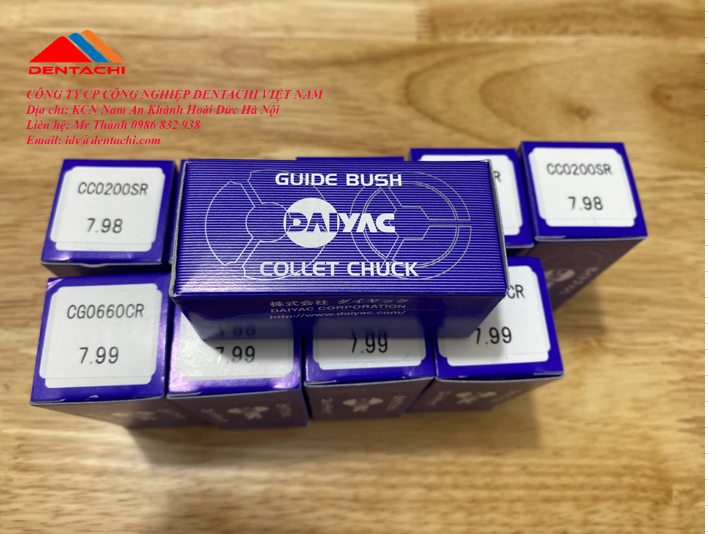 DENTACHI
CÔNG TY CP CÔNG NGHIỆP DENTACHI VIỆT NAM
Địa chỉ: KCN Nam An Khánh Hoài Đức Hà Nội
Liên hệ: Mr Thành 0986 832 938
Email: idv@dentachi.com
CC0200SR
7.98
GUIDE BUSH
DAIYAC
COLLET CHUCK
株式会社 ダイヤック
DAIYAC CORPORATION
http://www.daiyac.com/
CC0200SR
7.98
CG0660CR
7.99
7.99
7.99
CR
7.99